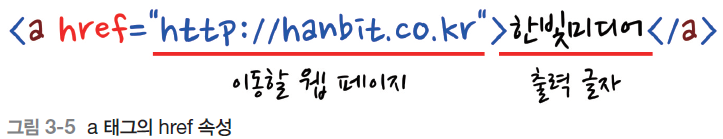 <a href="http://hanbit.co.kr">한빛미디어</a>
이동할 웹 페이지 출력 글자
그림 3-5 a 태그의 href 속성